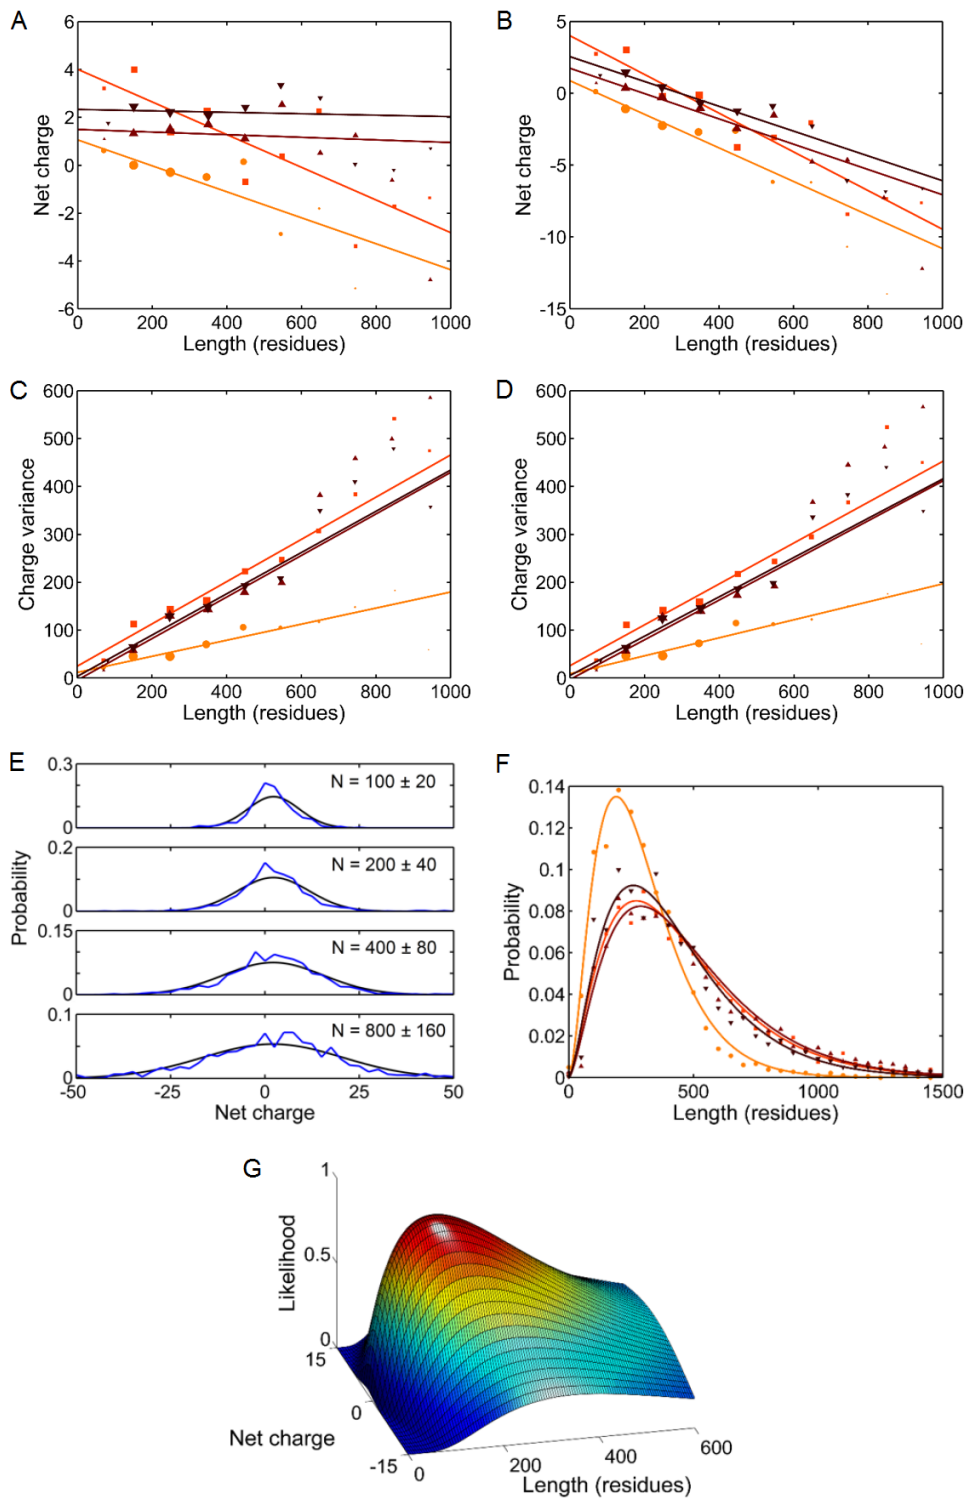 A
Net charge
6
4
2
0
-2
-4
-6
0 200 400 600 800 1000
Length (residues)
B
Net charge
5
0
-5
-10
-15
0 200 400 600 800 1000
Length (residues)
C
Charge variance
600
500
400
300
200
100
0
0 200 400 600 800 1000
Length (residues)
D
Charge variance
600
500
400
300
200
100
0
0 200 400 600 800 1000
Length (residues)
E
Probability
0.3
N = 100 ± 20
0
0.2
N = 200 ± 40
0
0.15
N = 400 ± 80
0
0.1
N = 800 ± 160
0
-50 -25 0 25 50
Net charge
F
Probability
0.14
0.12
0.1
0.08
0.06
0.04
0.02
0
0 500 1000 1500
Length (residues)
G
Likelihood
1
0.5
0
15
0
-15
Net charge
0 200 400 600
Length (residues)